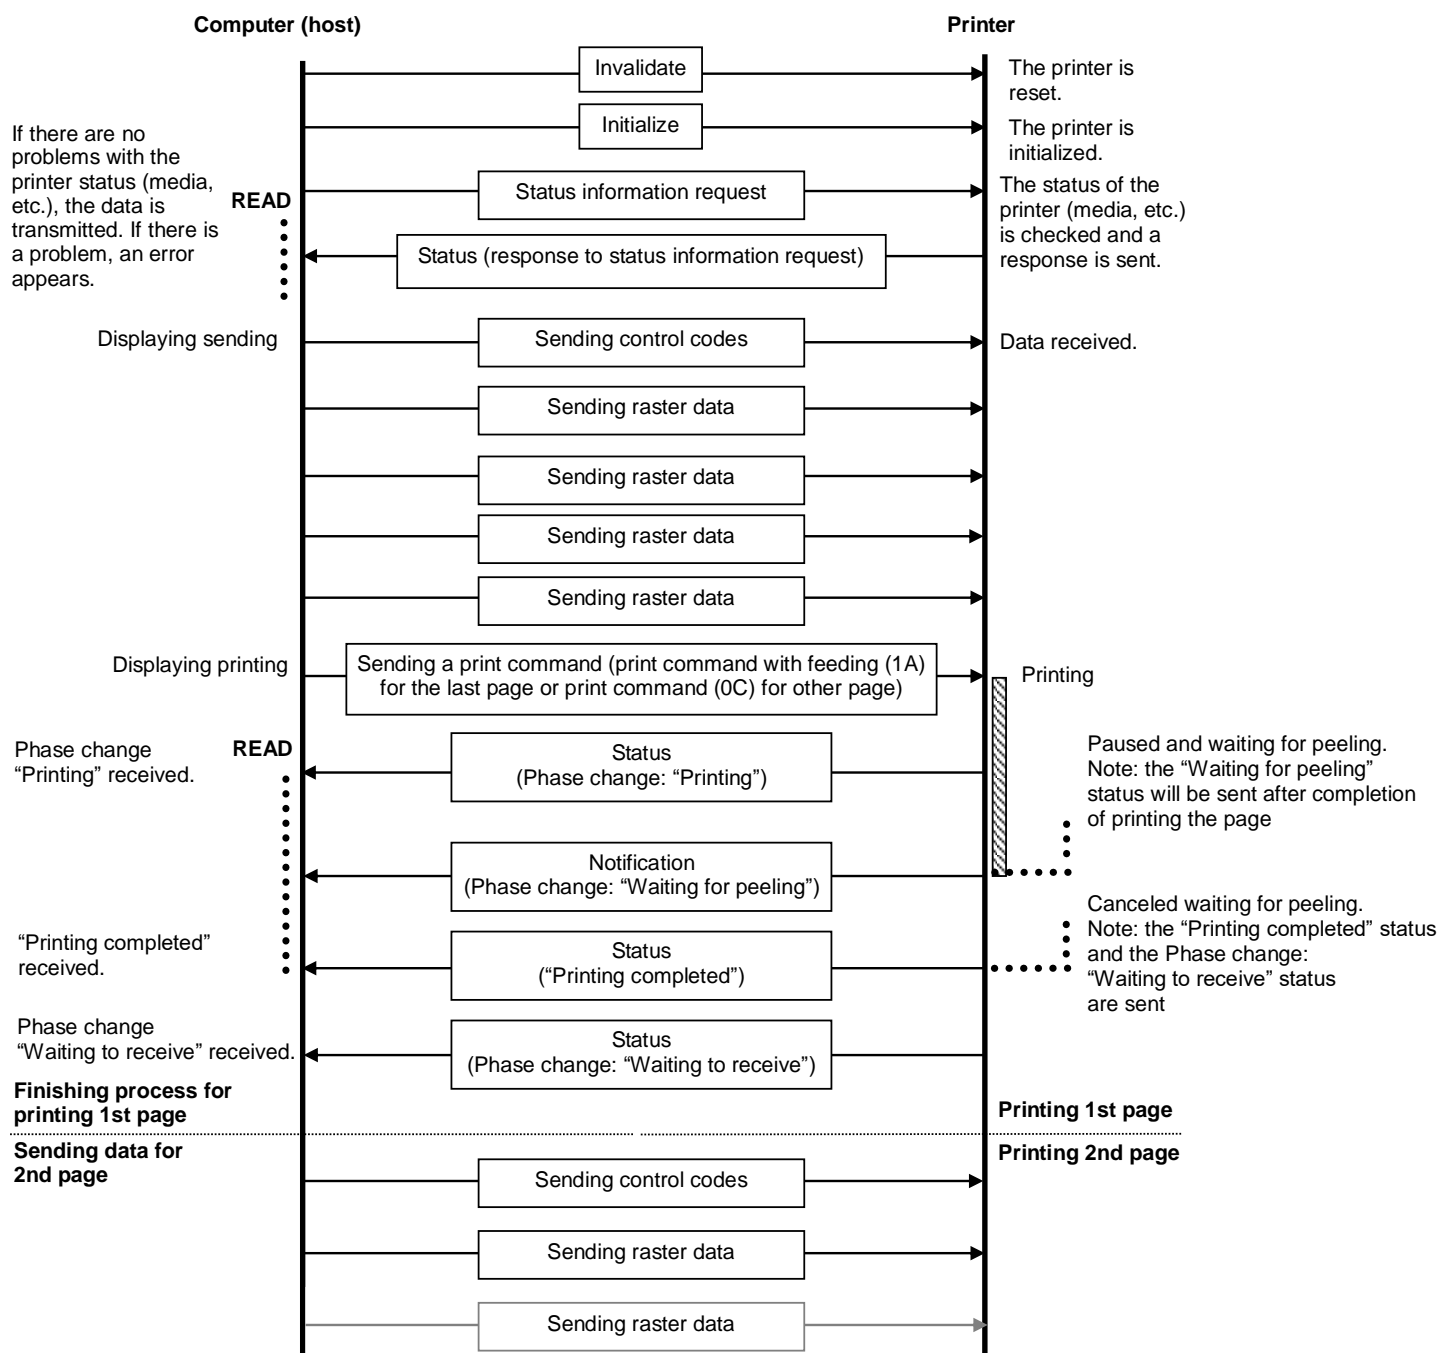 Computer (host)
Printer
Invalidate
The printer is
reset.
Initialize
The printer is
initialized.
If there are no
problems with the
printer status (media,
etc.), the data is
transmitted. If there is
a problem, an error
appears.
READ
Status information request
The status of the
printer (media, etc.)
is checked and a
response is sent.
Status (response to status information request)
Displaying sending
Sending control codes
Data received.
Sending raster data
Sending raster data
Sending raster data
Sending raster data
Displaying printing
Sending a print command (print command with feeding (1A)
for the last page or print command (0C) for other page)
Printing
Phase change
“Printing” received.
READ
Status
(Phase change: “Printing”)
Paused and waiting for peeling.
Note: the “Waiting for peeling”
status will be sent after completion
of printing the page
Notification
(Phase change: “Waiting for peeling”)
Canceled waiting for peeling.
Note: the “Printing completed” status
and the Phase change:
“Waiting to receive” status
are sent
“Printing completed”
received.
Status
(“Printing completed”)
Phase change
“Waiting to receive” received.
Status
(Phase change: “Waiting to receive”)
Finishing process for
printing 1st page
Printing 1st page
Sending data for
2nd page
Printing 2nd page
Sending control codes
Sending raster data
Sending raster data